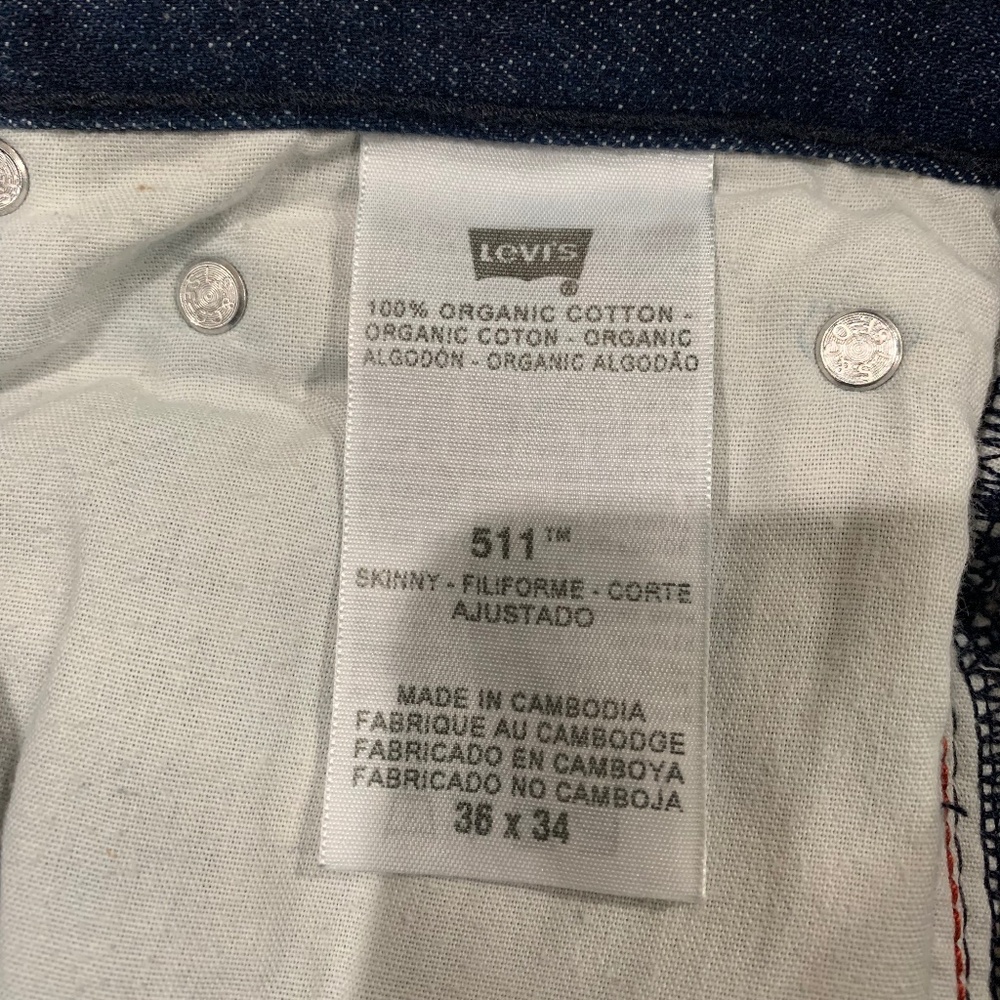 Levi's
®
100% ORGANIC COTTON -
ORGANIC COTON - ORGANIC
ALGODÓN - ORGANIC ALGODÃO
511™
SKINNY - FILIFORME - CORTE
AJUSTADO
MADE IN CAMBODIA
FABRIQUE AU CAMBODGE
FABRICADO EN CAMBOYA
FABRICADO NO CAMBOJA
36 x 34